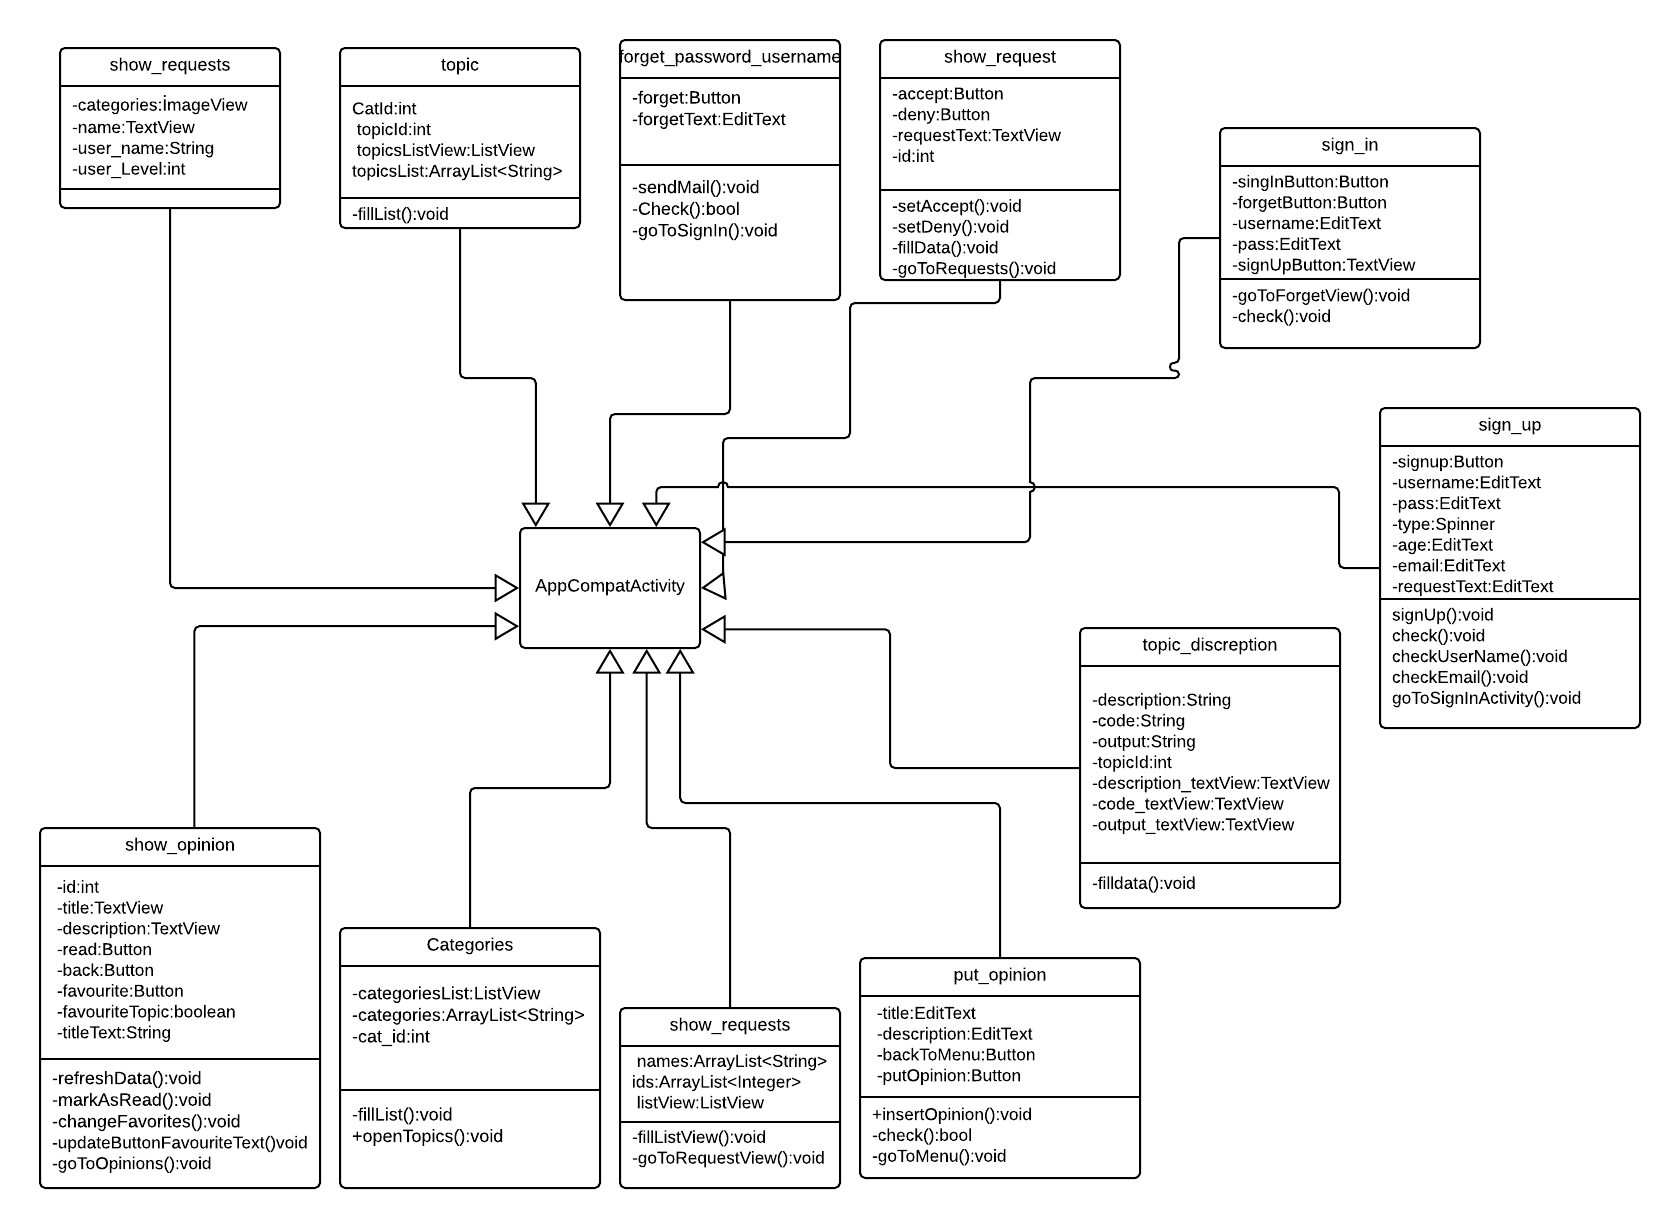 show_requests
-categories:İmageView
-name:TextView
-user_name:String
-user_Level:int
topic
CatId:int
topicId:int
topicsListView:ListView
topicsList:ArrayList<String>
-fillList():void
forget_password_username
-forget:Button
-forgetText:EditText
-sendMail():void
-Check():bool
-goToSignIn():void
show_request
-accept:Button
-deny:Button
-requestText:TextView
-id:int
-setAccept():void
-setDeny():void
-fillData():void
-goToRequests():void
sign_in
-singInButton:Button
-forgetButton:Button
-username:EditText
-pass:EditText
-signUpButton:TextView
-goToForgetView():void
-check():void
sign_up
-signup:Button
-username:EditText
-pass:EditText
-type:Spinner
-age:EditText
-email:EditText
-requestText:EditText
signUp():void
check():void
checkUserName():void
checkEmail():void
goToSignInActivity():void
AppCompatActivity
topic_discreption
-description:String
-code:String
-output:String
-topicId:int
-description_textView:TextView
-code_textView:TextView
-output_textView:TextView
-filldata():void
show_opinion
-id:int
-title:TextView
-description:TextView
-read:Button
-back:Button
-favourite:Button
-favouriteTopic:boolean
-titleText:String
-refreshData():void
-markAsRead():void
-changeFavorites():void
-updateButtonFavouriteText()void
-goToOpinions():void
Categories
-categoriesList:ListView
-categories:ArrayList<String>
-cat_id:int
-fillList():void
+openTopics():void
show_requests
names:ArrayList<String>
ids:ArrayList<Integer>
listView:ListView
-fillListView():void
-goToRequestView():void
put_opinion
-title:EditText
-description:EditText
-backToMenu:Button
-putOpinion:Button
+insertOpinion():void
-check():bool
-goToMenu():void